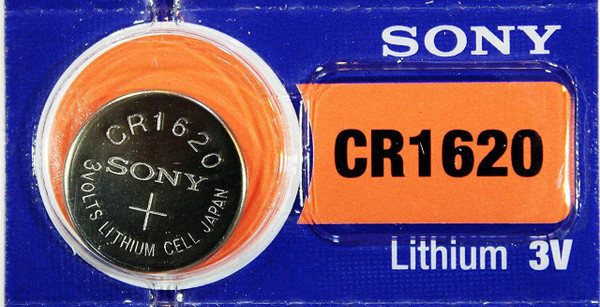 CR1620
SONY
+
3VOLTS LITHIUM CELL JAPAN
SONY
CR1620
Lithium 3V